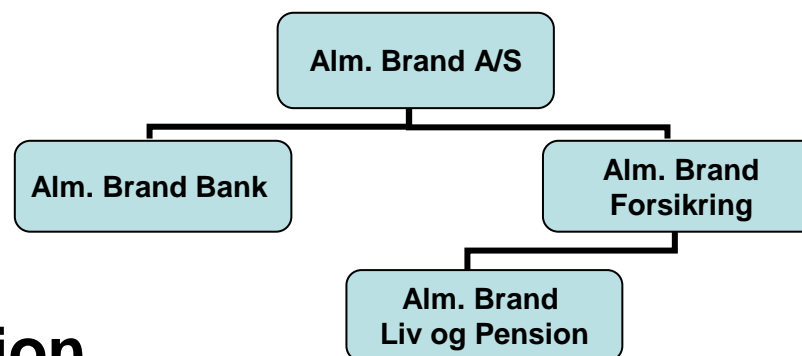 Alm. Brand A/S
Alm. Brand Bank
Alm. Brand
Forsikring
Alm. Brand
Liv og Pension